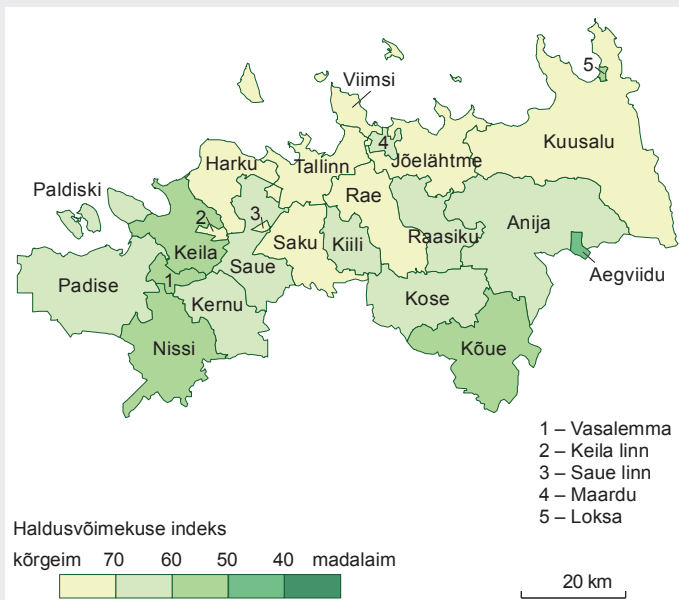 Viimsi
5
4
Kuusalu
Harku
Tallinn
Jõelähtme
Paldiski
Rae
2
3
Anija
Keila
Saku
Kiili
Raasiku
Saue
Aegviidu
1
Padise
Kernu
Kose
Nissi
Kõue
1 – Vasalemma
2 – Keila linn
3 – Saue linn
4 – Maardu
5 – Loksa
Haldusvõimekuse indeks
kõrgeim 70 60 50 40 madalaim
20 km